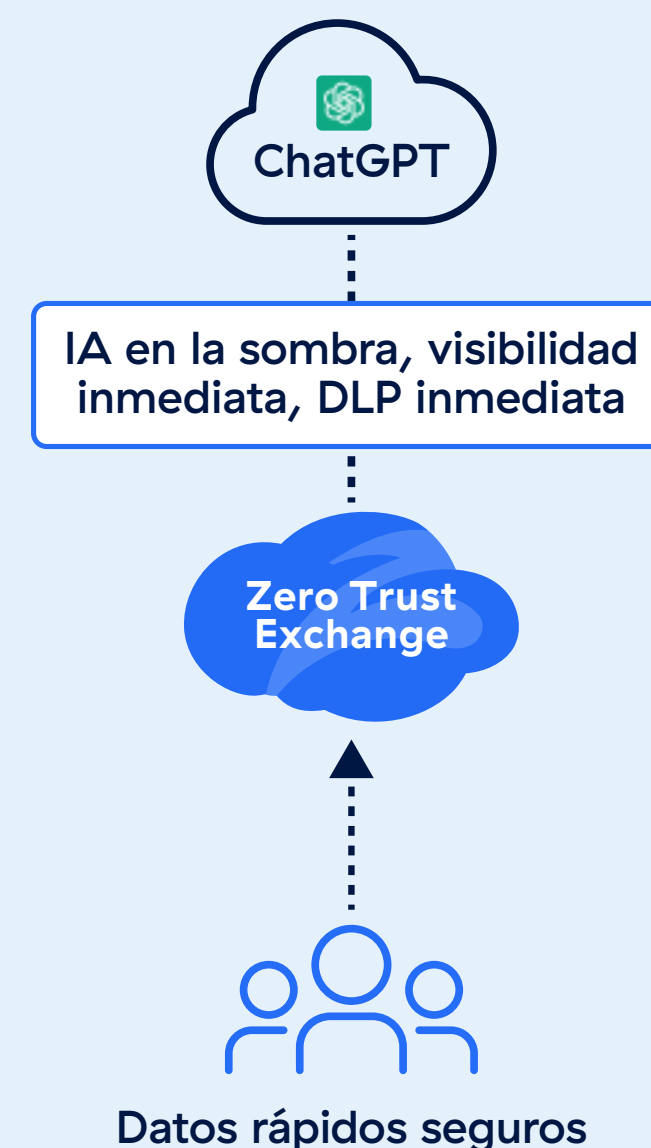 ChatGPT
IA en la sombra, visibilidad
inmediata, DLP inmediata
Zero Trust
Exchange
Datos rápidos seguros